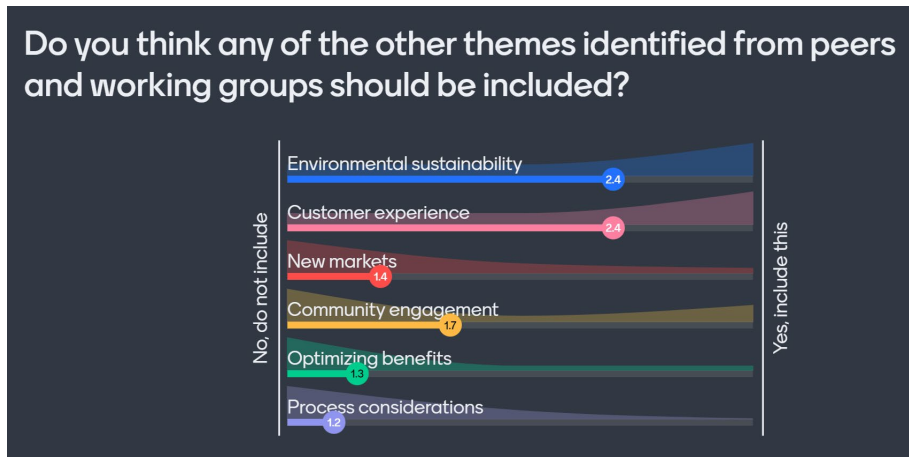 Do you think any of the other themes identified from peers
and working groups should be included?
No, do not include
Environmental sustainability
2.4
Customer experience
2.4
New markets
1.4
Community engagement
1.7
Optimizing benefits
1.3
Process considerations
1.2
Yes, include this